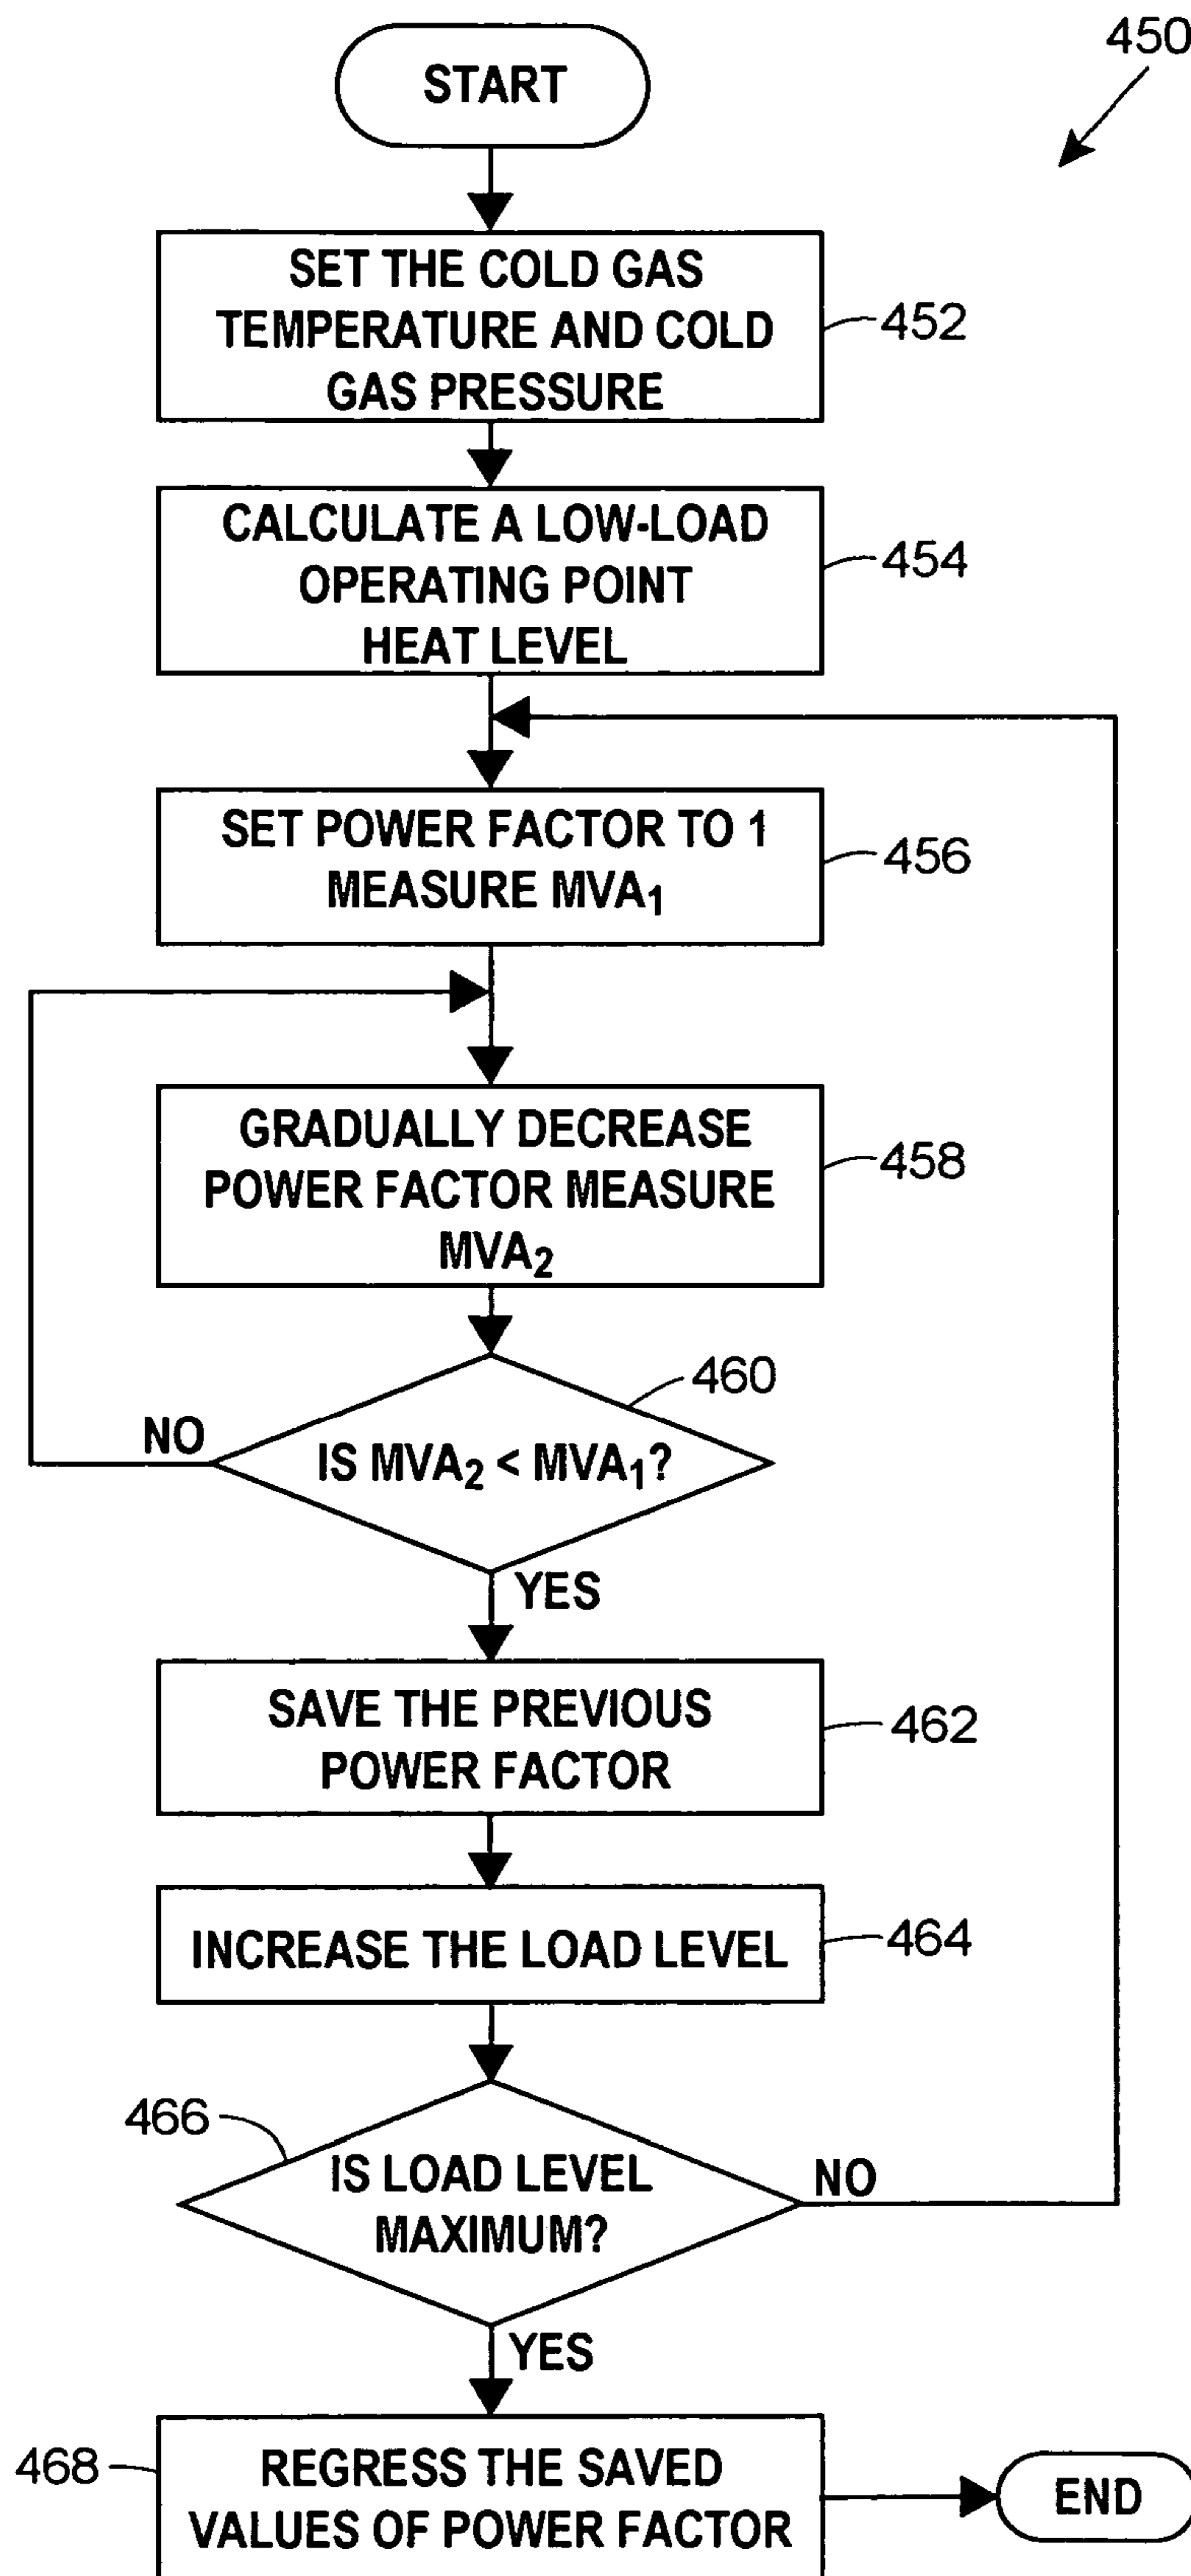 450
START
SET THE COLD GAS
TEMPERATURE AND COLD
GAS PRESSURE
452
CALCULATE A LOW-LOAD
OPERATING POINT
HEAT LEVEL
454
SET POWER FACTOR TO 1
MEASURE MVA₁
456
GRADUALLY DECREASE
POWER FACTOR MEASURE
MVA₂
458
460
NO
IS MVA₂ < MVA₁?
YES
SAVE THE PREVIOUS
POWER FACTOR
462
INCREASE THE LOAD LEVEL
464
466
IS LOAD LEVEL
MAXIMUM?
NO
YES
468
REGRESS THE SAVED
VALUES OF POWER FACTOR
END